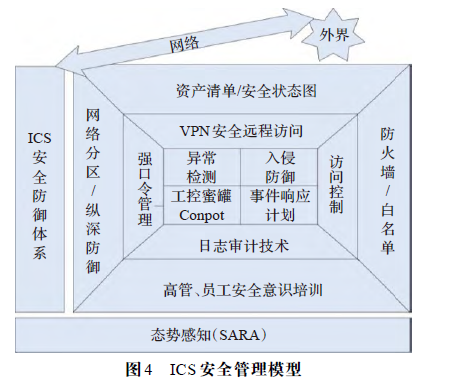 网络
外界
ICS
安全防御体系
网络分区/纵深防御
资产清单/安全状态图
VPN安全远程访问
强口令管理
异常
检测
入侵
防御
工控蜜罐
Conpot
事件响应
计划
访问控制
防火墙/白名单
日志审计技术
高管、员工安全意识培训
态势感知(SARA)
图4 ICS安全管理模型